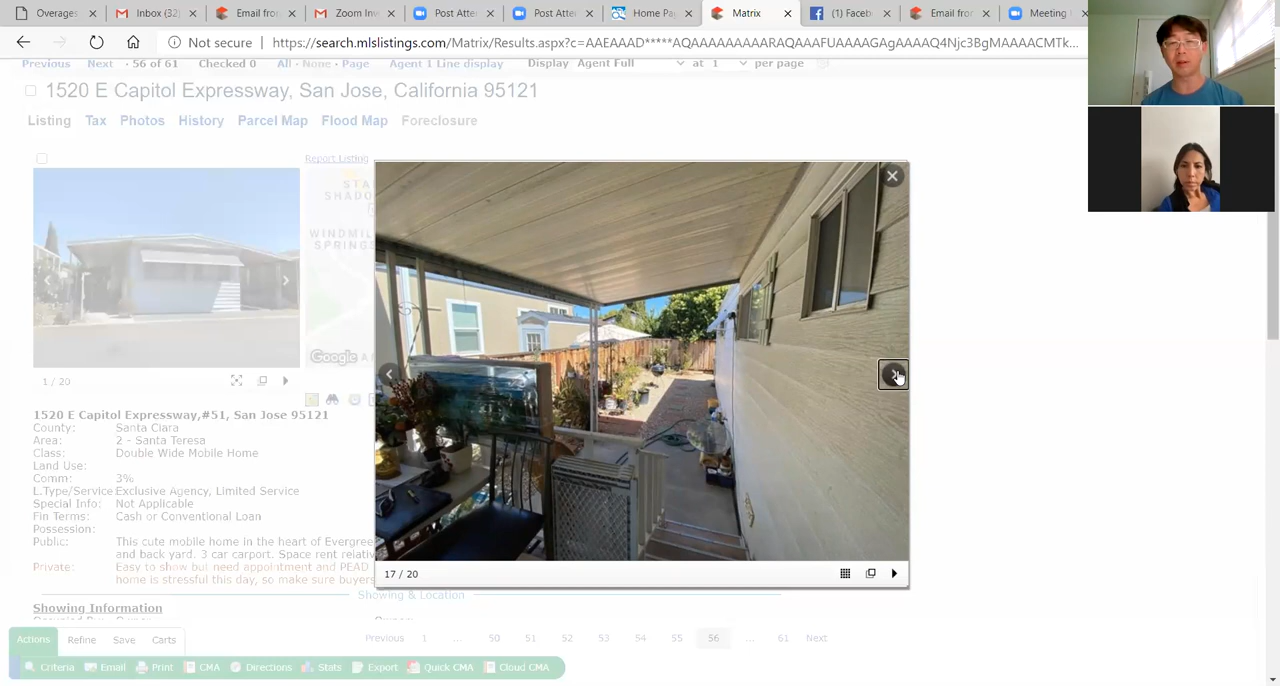 Overages
Inbox (32)
Email from
Zoom Inv
Post Atte
Post Atte
Home Pa
Matrix
(1) Faceb
Email from
Meeting
Not secure
https://search.mlslistings.com/Matrix/Results.aspx?c=AAEAAAD*****AQAAAAAAAAARAQAAAFUAAAAGAgAAAAQ4Njc3BgMAAAACMTk...
Previous Next · 56 of 61 Checked 0 All · None · Page Agent 1 Line display Display Agent Full at 1 per page
1520 E Capitol Expressway, San Jose, California 95121
Listing Tax Photos History Parcel Map Flood Map Foreclosure
Report Listing
STA
SHADO
WINDMIL
SPRINGS
Google
1 / 20
1520 E Capitol Expressway,#51, San Jose 95121
County: Santa Clara
Area: 2 - Santa Teresa
Class: Double Wide Mobile Home
Land Use:
Comm: 3%
L.Type/Service Exclusive Agency, Limited Service
Special Info: Not Applicable
Fin Terms: Cash or Conventional Loan
Possession:
Public: This cute mobile home in the heart of Evergree
and back yard. 3 car carport. Space rent relativ
Private: Easy to show but need appointment and PEAD
home is stressful this day, so make sure buyers
17 / 20
Showing & Location
Showing Information
Owner
Actions Refine Save Carts
Previous 1 ... 50 51 52 53 54 55 56 ... 61 Next
Criteria Email Print CMA Directions Stats Export Quick CMA Cloud CMA